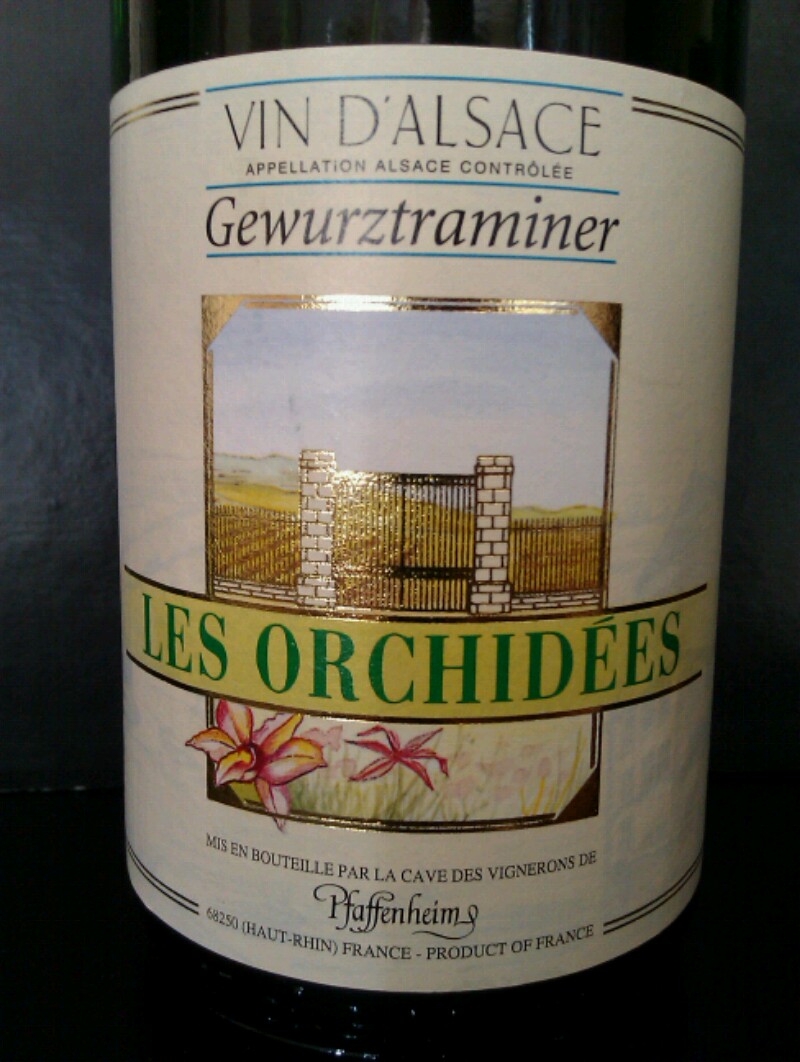 VIN D'ALSACE
APPELLATION ALSACE CONTRÔLÉE
Gewurztraminer
LES ORCHIDÉES
MIS EN BOUTEILLE PAR LA CAVE DES VIGNERONS DE
Pfaffenheim
68250 (HAUT-RHIN) FRANCE - PRODUCT OF FRANCE